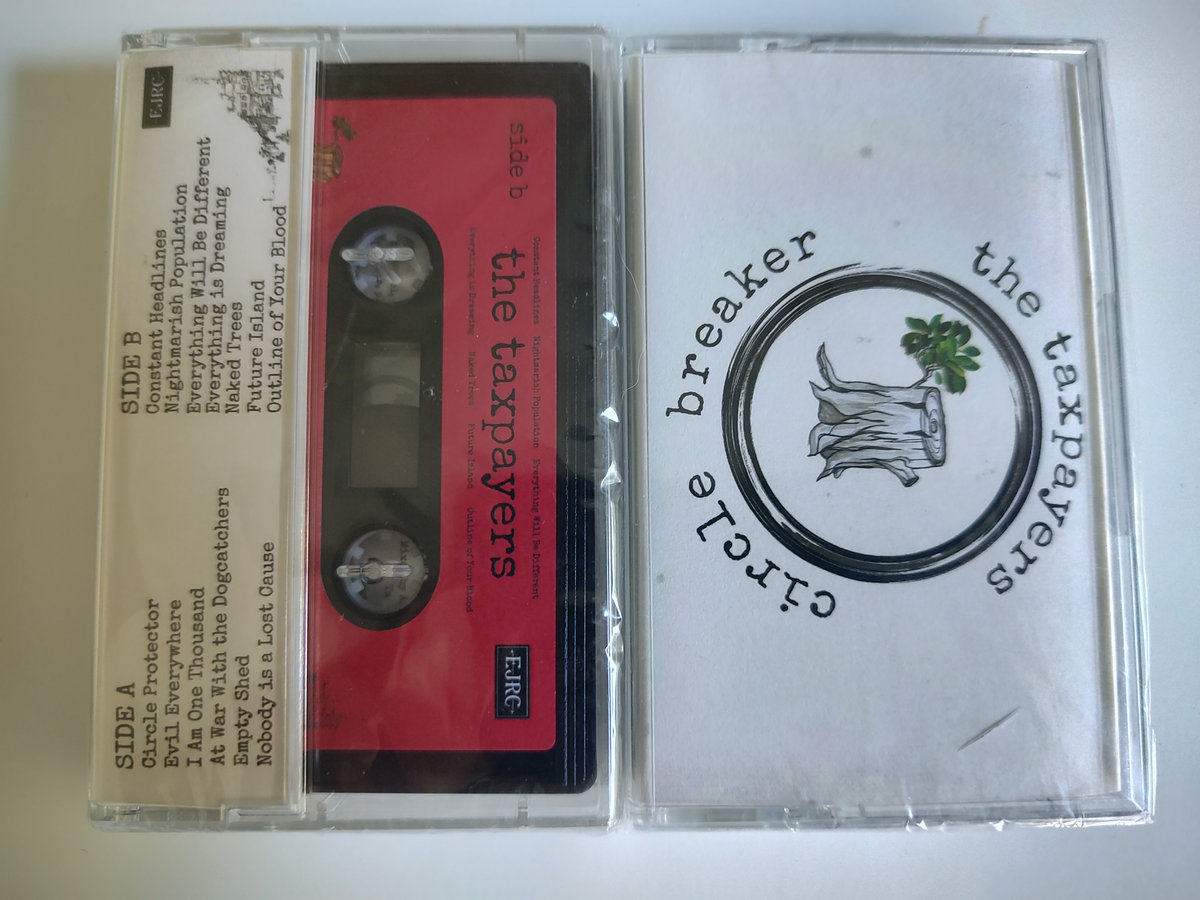 SIDE A
Circle Protector
Evil Everywhere
I Am One Thousand
At War With the Dogcatchers
Empty Shed
Nobody is a Lost Cause
SIDE B
Constant Headlines
Nightmarish Population
Everything Will Be Different
Everything is Dreaming
Naked Trees
Future Island
Outline of Your Blood
EJRC
side b
the taxpayers
Constant Headlines Nightmarish Population Everything Will Be Different
Everything is Dreaming Naked Trees Future Island Outline of Your Blood
EJRC
circle breaker
the taxpayers